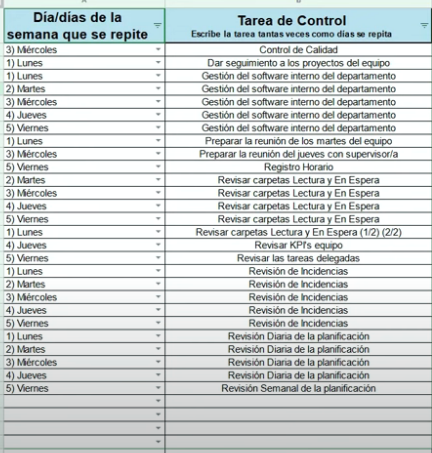 Día/días de la
semana que se repite
Tarea de Control
Escribe la tarea tantas veces como días se repita
3) Miércoles Control de Calidad
1) Lunes Dar seguimiento a los proyectos del equipo
1) Lunes Gestión del software interno del departamento
2) Martes Gestión del software interno del departamento
3) Miércoles Gestión del software interno del departamento
4) Jueves Gestión del software interno del departamento
5) Viernes Gestión del software interno del departamento
1) Lunes Preparar la reunión de los martes del equipo
3) Miércoles Preparar la reunión del jueves con supervisor/a
5) Viernes Registro Horario
2) Martes Revisar carpetas Lectura y En Espera
3) Miércoles Revisar carpetas Lectura y En Espera
4) Jueves Revisar carpetas Lectura y En Espera
5) Viernes Revisar carpetas Lectura y En Espera
1) Lunes Revisar carpetas Lectura y En Espera (1/2) (2/2)
4) Jueves Revisar KPI's equipo
5) Viernes Revisar las tareas delegadas
1) Lunes Revisión de Incidencias
2) Martes Revisión de Incidencias
3) Miércoles Revisión de Incidencias
4) Jueves Revisión de Incidencias
5) Viernes Revisión de Incidencias
1) Lunes Revisión Diaria de la planificación
2) Martes Revisión Diaria de la planificación
3) Miércoles Revisión Diaria de la planificación
4) Jueves Revisión Diaria de la planificación
5) Viernes Revisión Semanal de la planificación